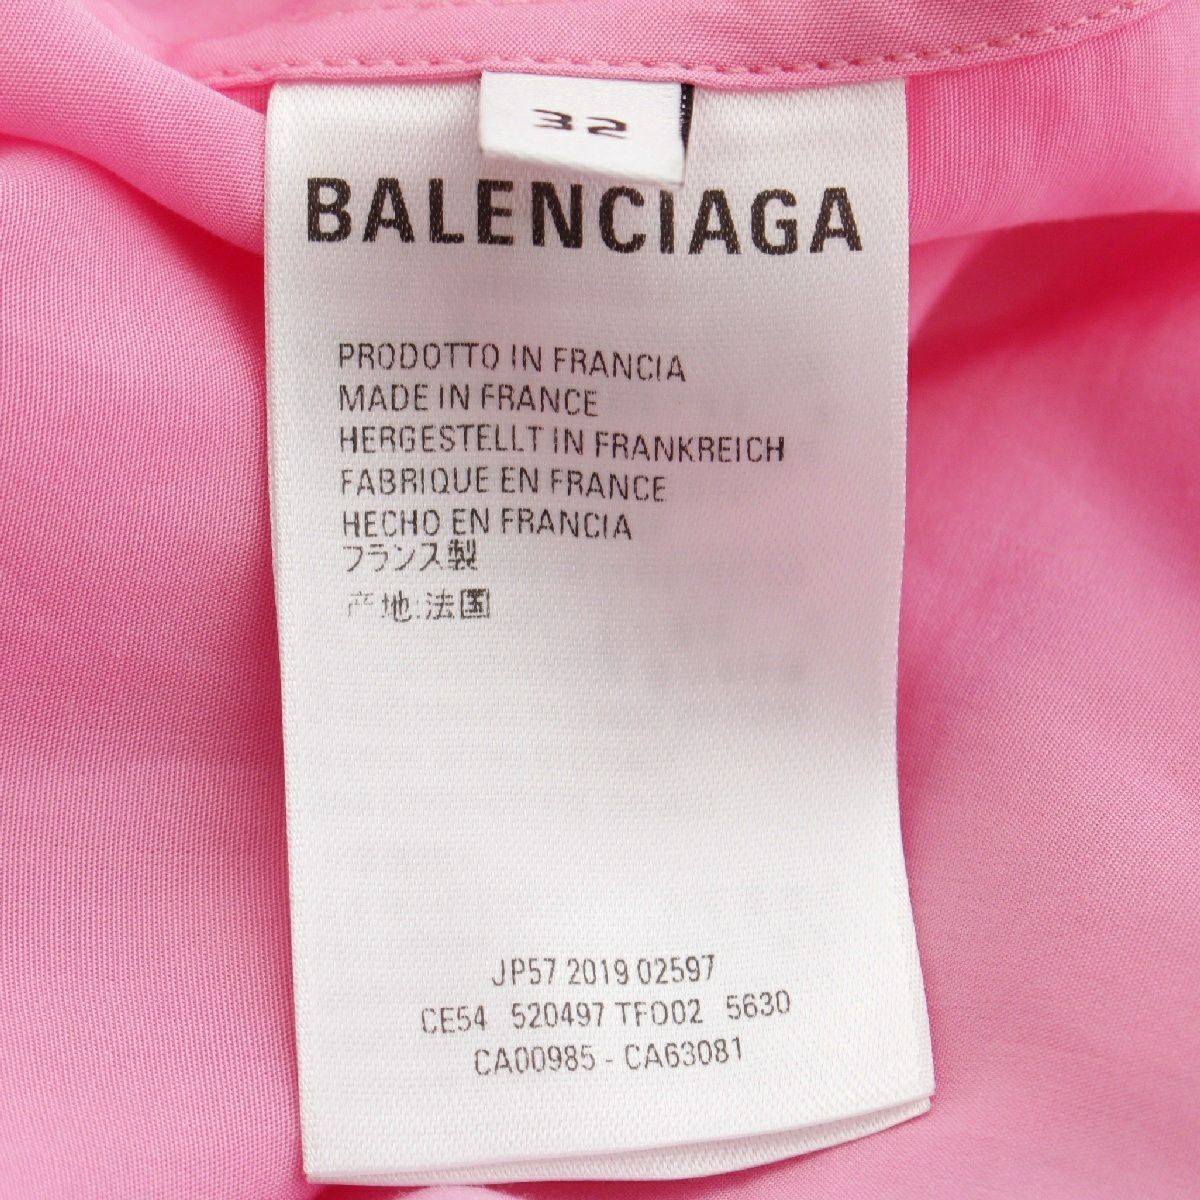 32
BALENCIAGA
PRODOTTO IN FRANCIA
MADE IN FRANCE
HERGESTELLT IN FRANKREICH
FABRIQUE EN FRANCE
HECHO EN FRANCIA
フランス製
产地:法国
JP57 2019 02597
CE54 520497 TFO02 5630
CA00985 - CA63081